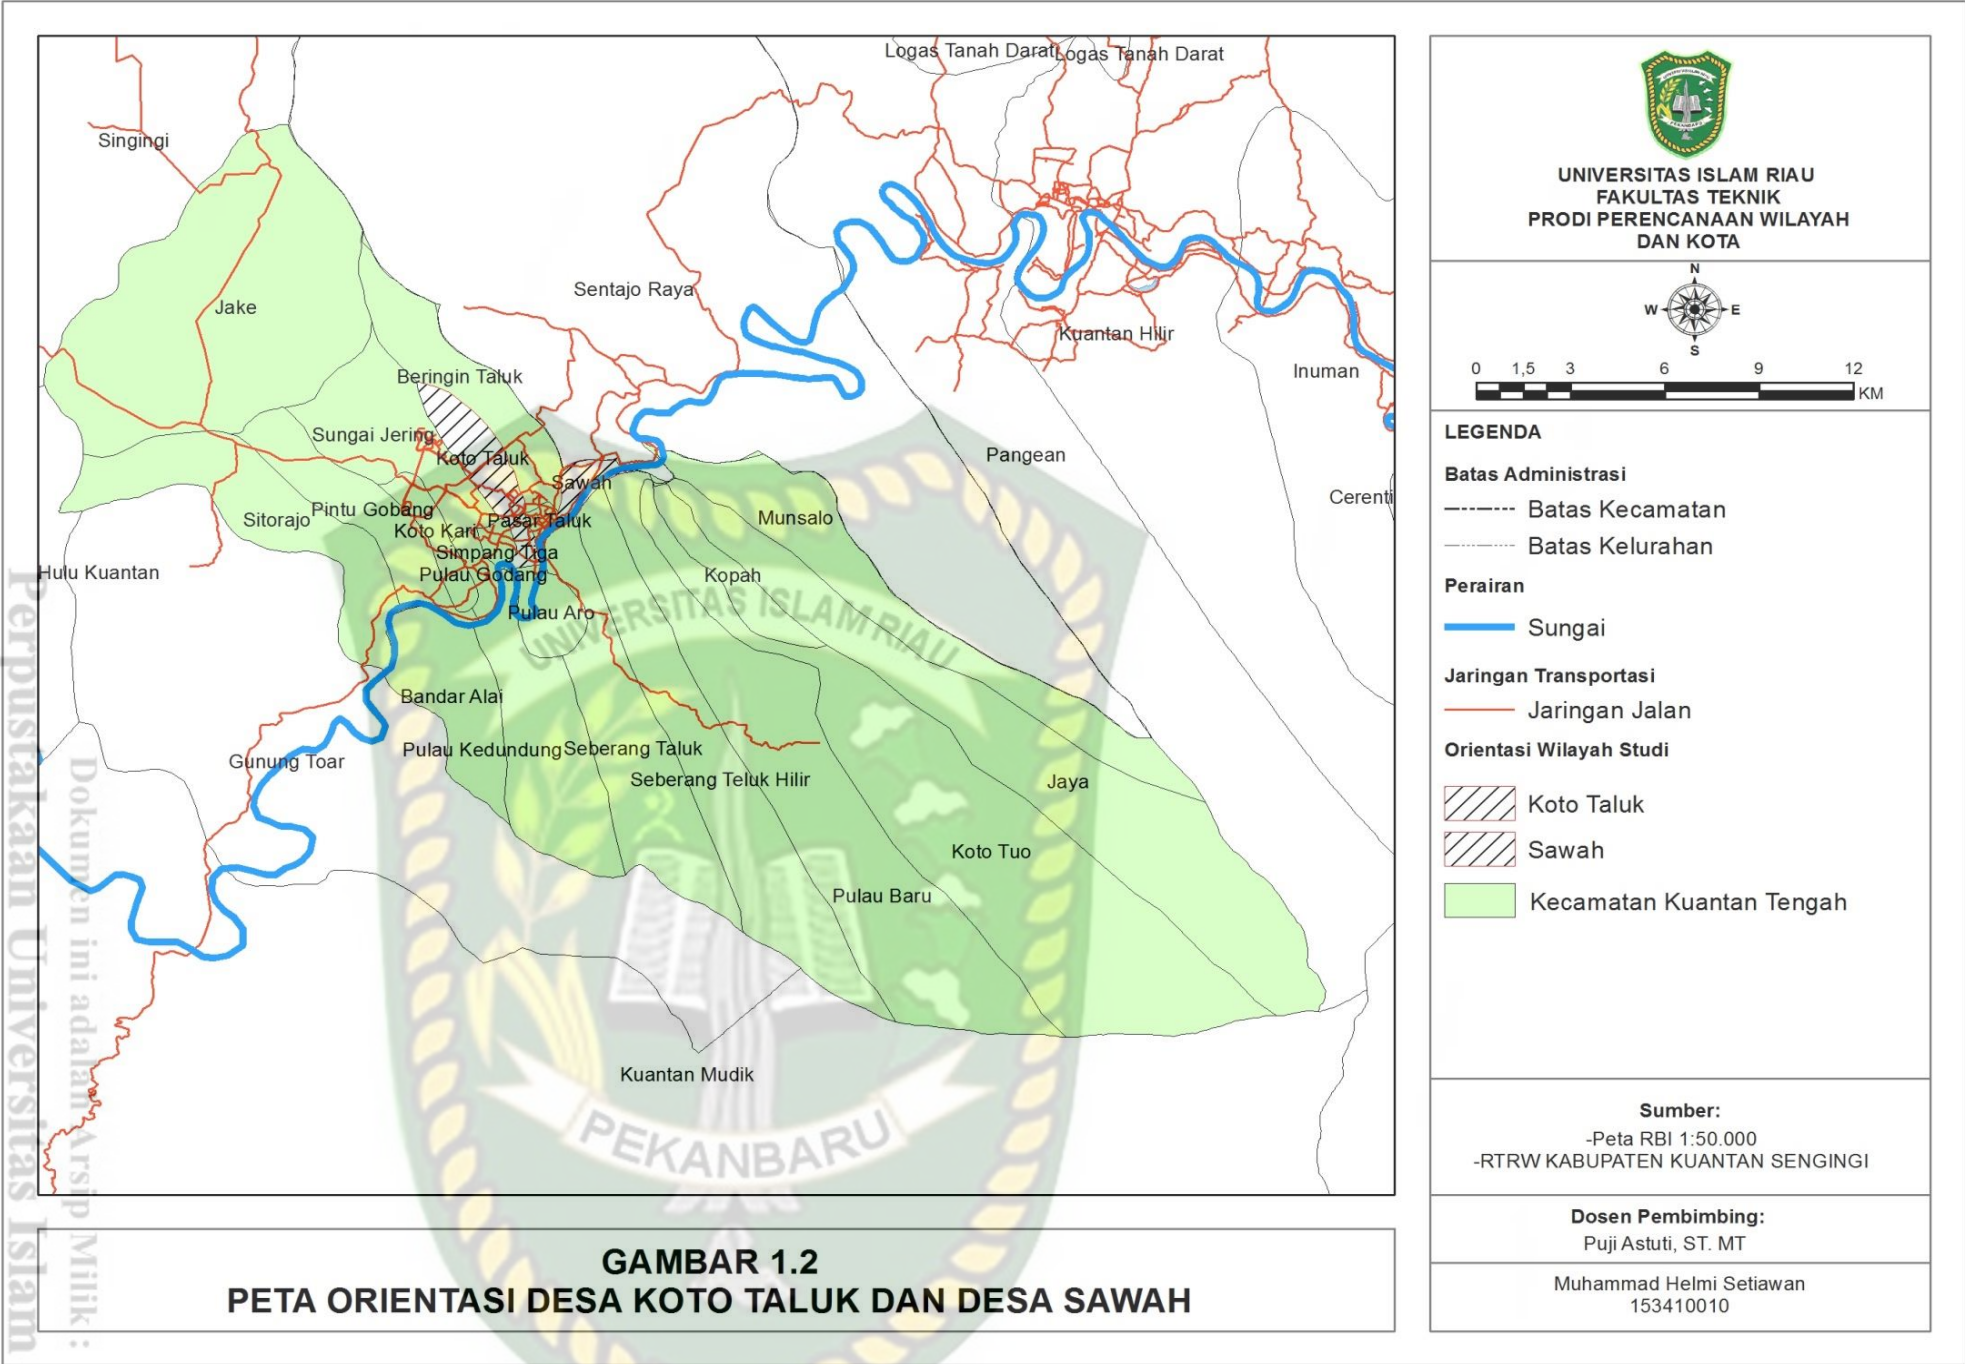 Logas Tanah Darat
Logas Tanah Darat
Singingi
Sentajo Raya
Jake
Kuantan Hilir
Inuman
Beringin Taluk
Sungai Jering
Koto Taluk
Pangean
Sawah
Cerenti
Pintu Gobang
Sitorajo
Koto Kari
Pasar Taluk
Munsalo
Simpang Tiga
Hulu Kuantan
Pulau Godang
Kopah
Pulau Aro
Bandar Alai
Gunung Toar
Pulau Kedundung
Seberang Taluk
Seberang Teluk Hilir
Jaya
Koto Tuo
Pulau Baru
Kuantan Mudik
UNIVERSITAS ISLAM RIAU
PEKANBARU
Perpustakaan Universitas Islam
Dokumen ini adalah Arsip Milik :
GAMBAR 1.2
PETA ORIENTASI DESA KOTO TALUK DAN DESA SAWAH
PEKANBARU
UNIVERSITAS ISLAM RIAU
FAKULTAS TEKNIK
PRODI PERENCANAAN WILAYAH
DAN KOTA
N
W E
S
0 1,5 3 6 9 12
KM
LEGENDA
Batas Administrasi
Batas Kecamatan
Batas Kelurahan
Perairan
Sungai
Jaringan Transportasi
Jaringan Jalan
Orientasi Wilayah Studi
Koto Taluk
Sawah
Kecamatan Kuantan Tengah
Sumber:
-Peta RBI 1:50.000
-RTRW KABUPATEN KUANTAN SENGINGI
Dosen Pembimbing:
Puji Astuti, ST. MT
Muhammad Helmi Setiawan
153410010